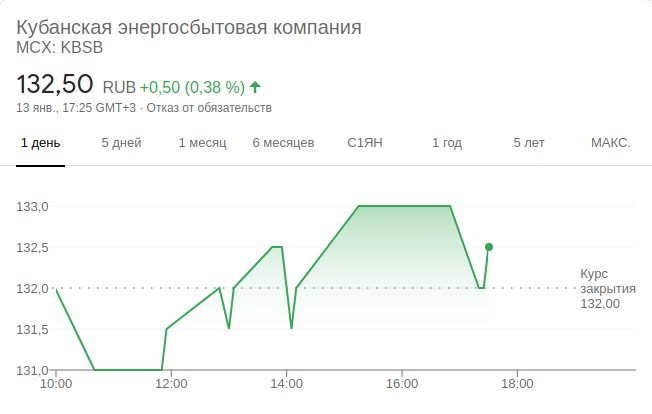 Кубанская энергосбытовая компания
MCX: KBSB
132,50 RUB +0,50 (0,38 %)
13 янв., 17:25 GMT+3 · Отказ от обязательств
1 день 5 дней 1 месяц 6 месяцев С1ЯН 1 год 5 лет МАКС.
133,0
132,5
132,0
131,5
131,0
Курс
закрытия
132,00
10:00 12:00 14:00 16:00 18:00